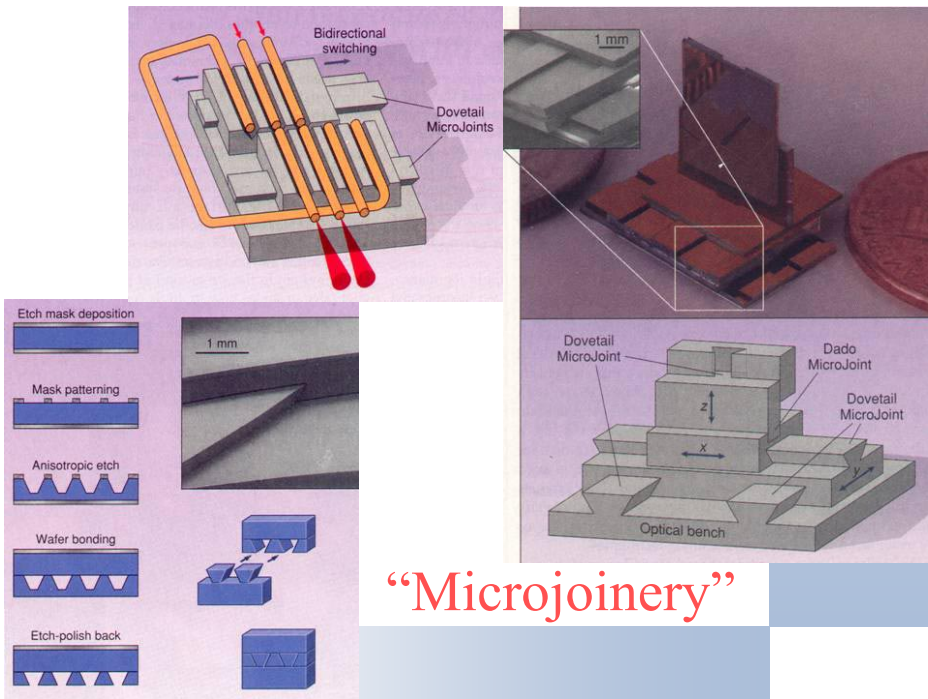 Bidirectional
switching
Dovetail
MicroJoints
1 mm
Etch mask deposition
Mask patterning
Anisotropic etch
Wafer bonding
Etch-polish back
1 mm
Dovetail
MicroJoint
Dado
MicroJoint
Dovetail
MicroJoint
z
x
y
Optical bench
“Microjoinery”